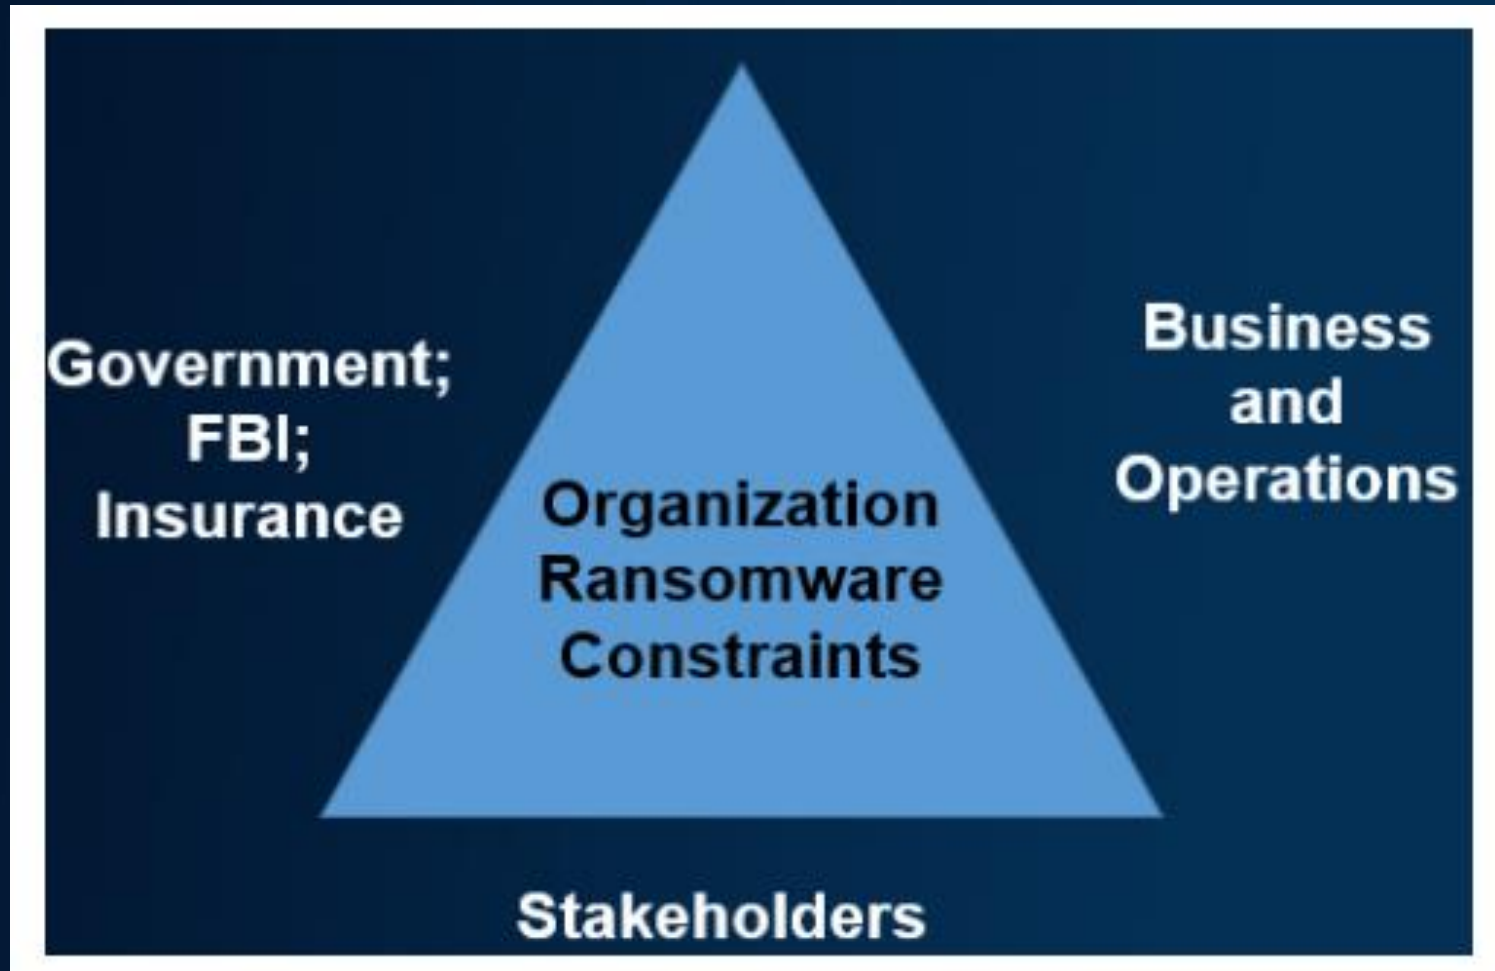 Government;
FBI;
Insurance
Business
and
Operations
Organization
Ransomware
Constraints
Stakeholders